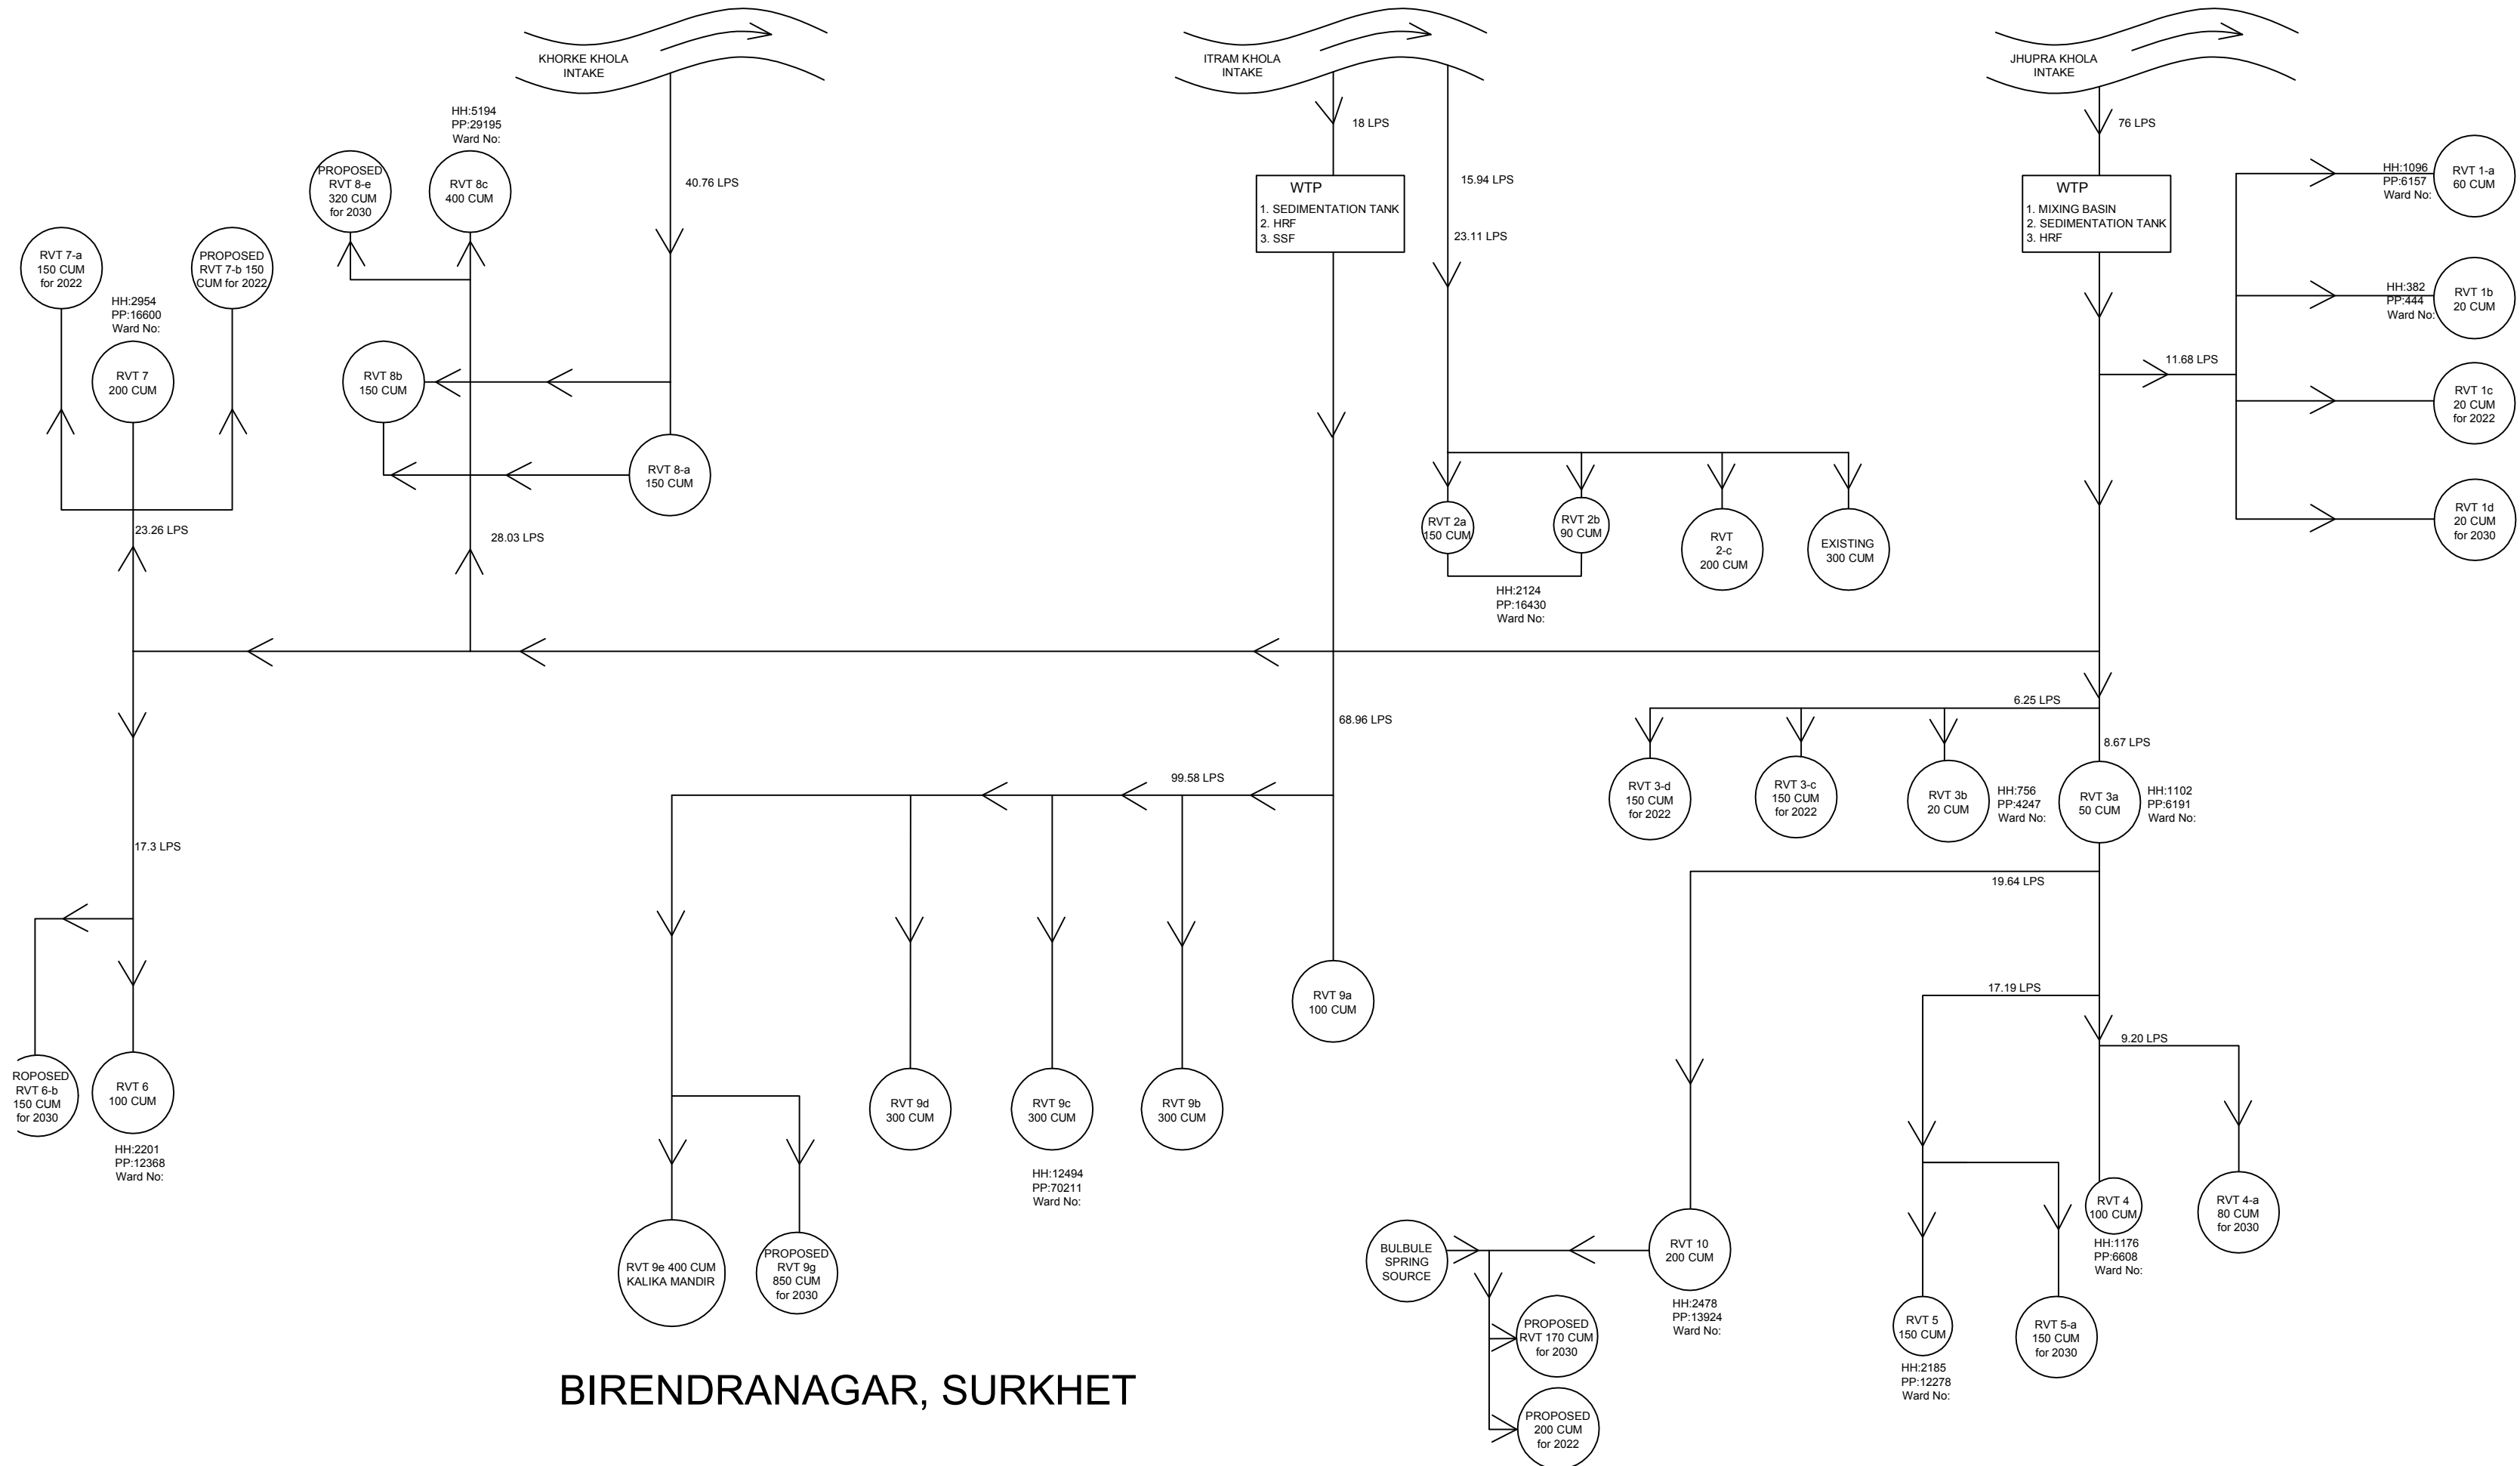 KHORKE KHOLA
INTAKE
ITRAM KHOLA
INTAKE
JHUPRA KHOLA
INTAKE
HH:5194
PP:29195
Ward No:
18 LPS
76 LPS
PROPOSED
RVT 8-e
320 CUM
for 2030
RVT 8c
400 CUM
40.76 LPS
WTP
1. SEDIMENTATION TANK
2. HRF
3. SSF
15.94 LPS
23.11 LPS
WTP
1. MIXING BASIN
2. SEDIMENTATION TANK
3. HRF
HH:1096
PP:6157
Ward No:
RVT 1-a
60 CUM
RVT 7-a
150 CUM
for 2022
PROPOSED
RVT 7-b 150
CUM for 2022
HH:2954
PP:16600
Ward No:
RVT 7
200 CUM
HH:382
PP:444
Ward No:
RVT 1b
20 CUM
RVT 8b
150 CUM
11.68 LPS
RVT 1c
20 CUM
for 2022
RVT 8-a
150 CUM
23.26 LPS
28.03 LPS
RVT 2a
150 CUM
RVT 2b
90 CUM
RVT
2-c
200 CUM
EXISTING
300 CUM
RVT 1d
20 CUM
for 2030
HH:2124
PP:16430
Ward No:
68.96 LPS
6.25 LPS
8.67 LPS
99.58 LPS
RVT 3-d
150 CUM
for 2022
RVT 3-c
150 CUM
for 2022
RVT 3b
20 CUM
HH:756
PP:4247
Ward No:
RVT 3a
50 CUM
HH:1102
PP:6191
Ward No:
17.3 LPS
19.64 LPS
RVT 9a
100 CUM
17.19 LPS
9.20 LPS
ROPOSED
RVT 6-b
150 CUM
for 2030
RVT 6
100 CUM
HH:2201
PP:12368
Ward No:
RVT 9d
300 CUM
RVT 9c
300 CUM
RVT 9b
300 CUM
HH:12494
PP:70211
Ward No:
RVT 4
100 CUM
RVT 4-a
80 CUM
for 2030
HH:1176
PP:6608
Ward No:
RVT 9e 400 CUM
KALIKA MANDIR
PROPOSED
RVT 9g
850 CUM
for 2030
BULBULE
SPRING
SOURCE
RVT 10
200 CUM
HH:2478
PP:13924
Ward No:
PROPOSED
RVT 170 CUM
for 2030
RVT 5
150 CUM
RVT 5-a
150 CUM
for 2030
HH:2185
PP:12278
Ward No:
BIRENDRANAGAR, SURKHET
PROPOSED
200 CUM
for 2022